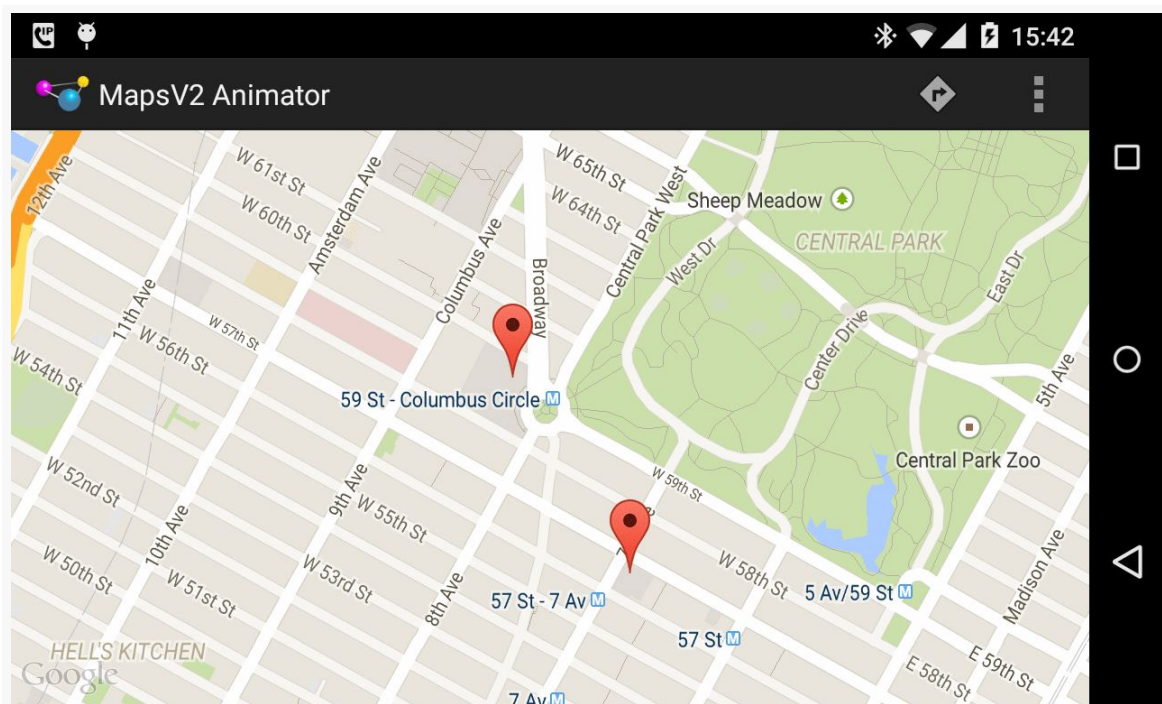 IP
15:42
MapsV2 Animator
12th Ave
W 61st St
W 60th St
Amsterdam Ave
Columbus Ave
Broadway
W 65th St
W 64th St
Central Park West
Sheep Meadow
CENTRAL PARK
West Dr
East Dr
Center Drive
11th Ave
W 57th St
W 56th St
W 54th St
59 St - Columbus Circle M
5th Ave
Central Park Zoo
W 52nd St
9th Ave
W 59th St
W 55th St
10th Ave
W 50th St
W 51st St
W 53rd St
8th Ave
57 St - 7 Av M
W 58th St
5 Av/59 St M
Madison Ave
57 St M
HELL'S KITCHEN
Google
E 58th St
E 59th St
7 Av M